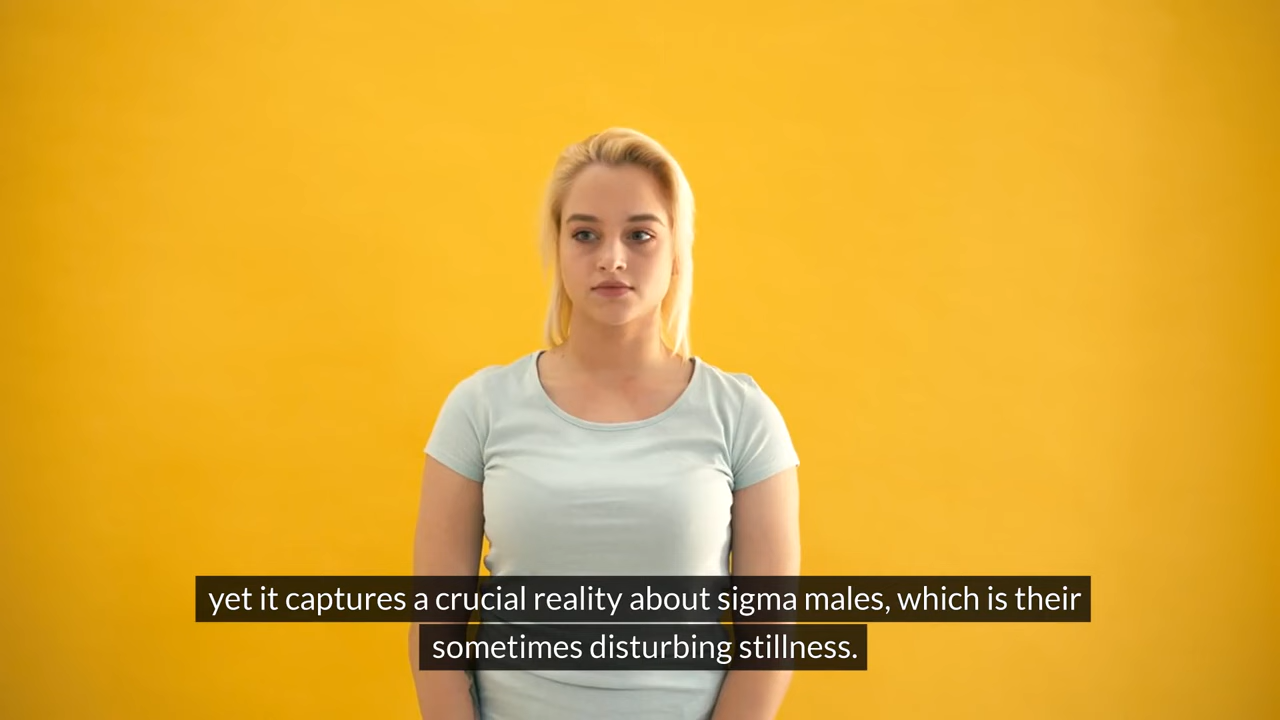 yet it captures a crucial reality about sigma males, which is their
sometimes disturbing stillness.